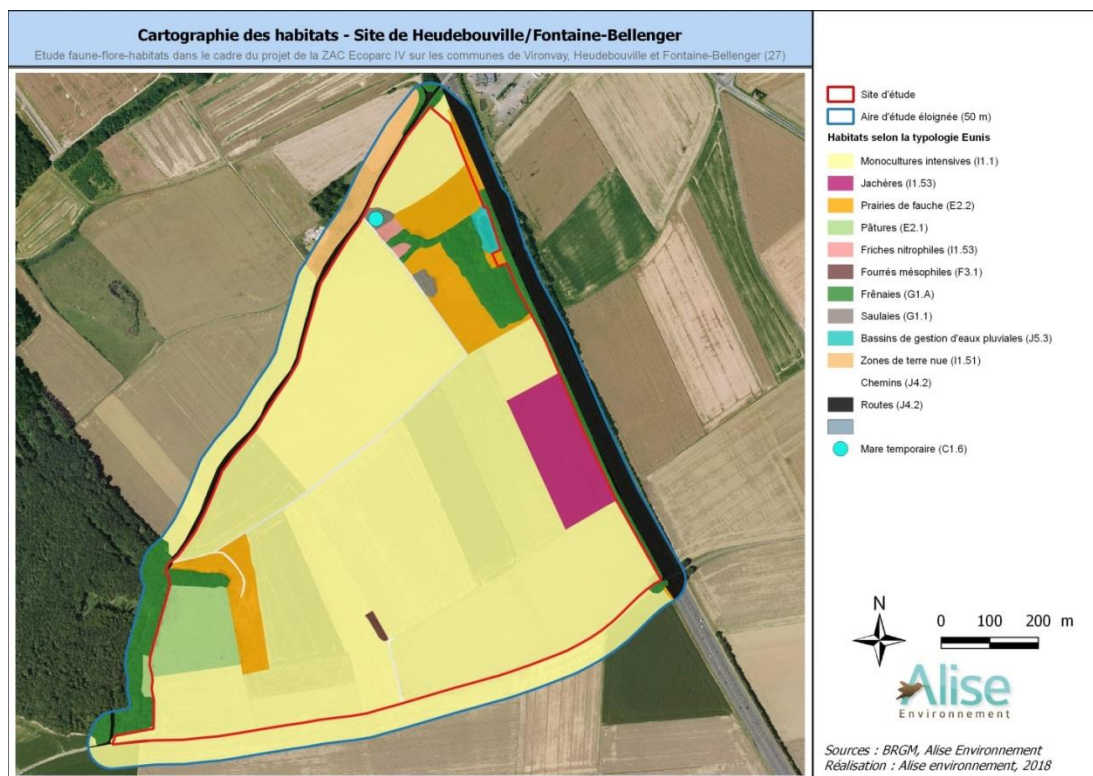 Cartographie des habitats - Site de Heudebouville/Fontaine-Bellenger
Etude faune-flore-habitats dans le cadre du projet de la ZAC Ecoparc IV sur les communes de Vironvay, Heudebouville et Fontaine-Bellenger (27)
Site d'étude
Aire d'étude éloignée (50 m)
Habitats selon la typologie Eunis
Monocultures intensives (I1.1)
Jachères (I1.53)
Prairies de fauche (E2.2)
Pâtures (E2.1)
Friches nitrophiles (I1.53)
Fourrés mésophiles (F3.1)
Frênaies (G1.A)
Saulaies (G1.1)
Bassins de gestion d'eaux pluviales (J5.3)
Zones de terre nue (I1.51)
Chemins (J4.2)
Routes (J4.2)
Mare temporaire (C1.6)
N
0 100 200 m
Alise
Environnement
Sources : BRGM, Alise Environnement
Réalisation : Alise environnement, 2018